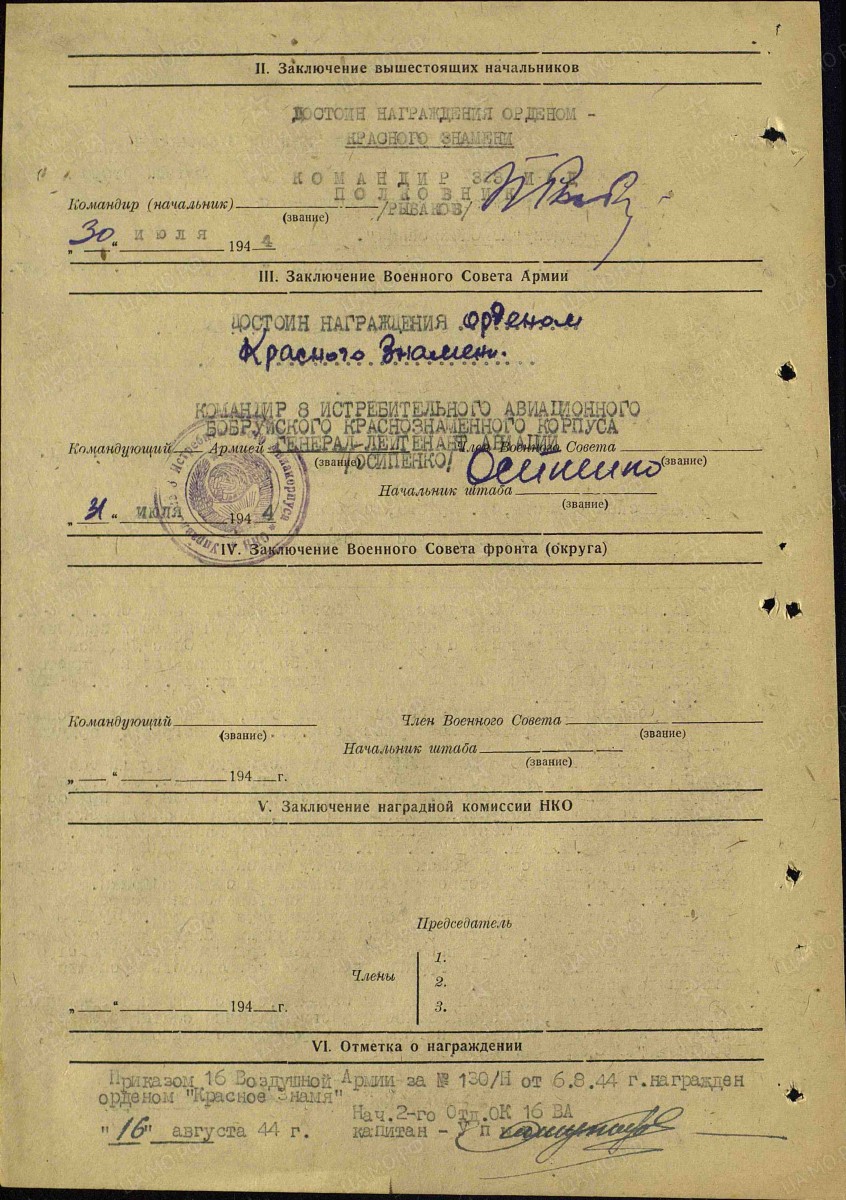 II. Заключение вышестоящих начальников
ДОСТОИН НАГРАЖДЕНИЯ ОРДЕНОМ -
КРАСНОГО ЗНАМЕНИ
КОМАНДИР
ПОЛКОВНИК
Командир (начальник) /РЫБАКОВ/
(звание)
„30“ июля 1944
III. Заключение Военного Совета Армии
ДОСТОИН НАГРАЖДЕНИЯ орденом
Красного Знамени.
КОМАНДИР 8 ИСТРЕБИТЕЛЬНОГО АВИАЦИОННОГО
БОБРУЙСКОГО КРАСНОЗНАМЕННОГО КОРПУСА
ГЕНЕРАЛ-ЛЕЙТЕНАНТ АВИАЦИИ
Командующий Армией Член Военного Совета
(звание) /ОСИПЕНКО/ Осипенко (звание)
Начальник штаба
(звание)
„31“ ИЮЛЯ 1944
IV. Заключение Военного Совета фронта (округа)
Командующий Член Военного Совета
(звание) (звание)
Начальник штаба
(звание)
„ “ 194 г.
V. Заключение наградной комиссии НКО
Председатель
1.
Члены 2.
„ “ 194 г. 3.
VI. Отметка о награждении
Приказом 16 Воздушной Армии за № 130/Н от 6.8.44 г. награжден
орденом "Красное Знамя"
Нач. 2-го Отд. ОК 16 ВА
"16" августа 44 г. капитан -